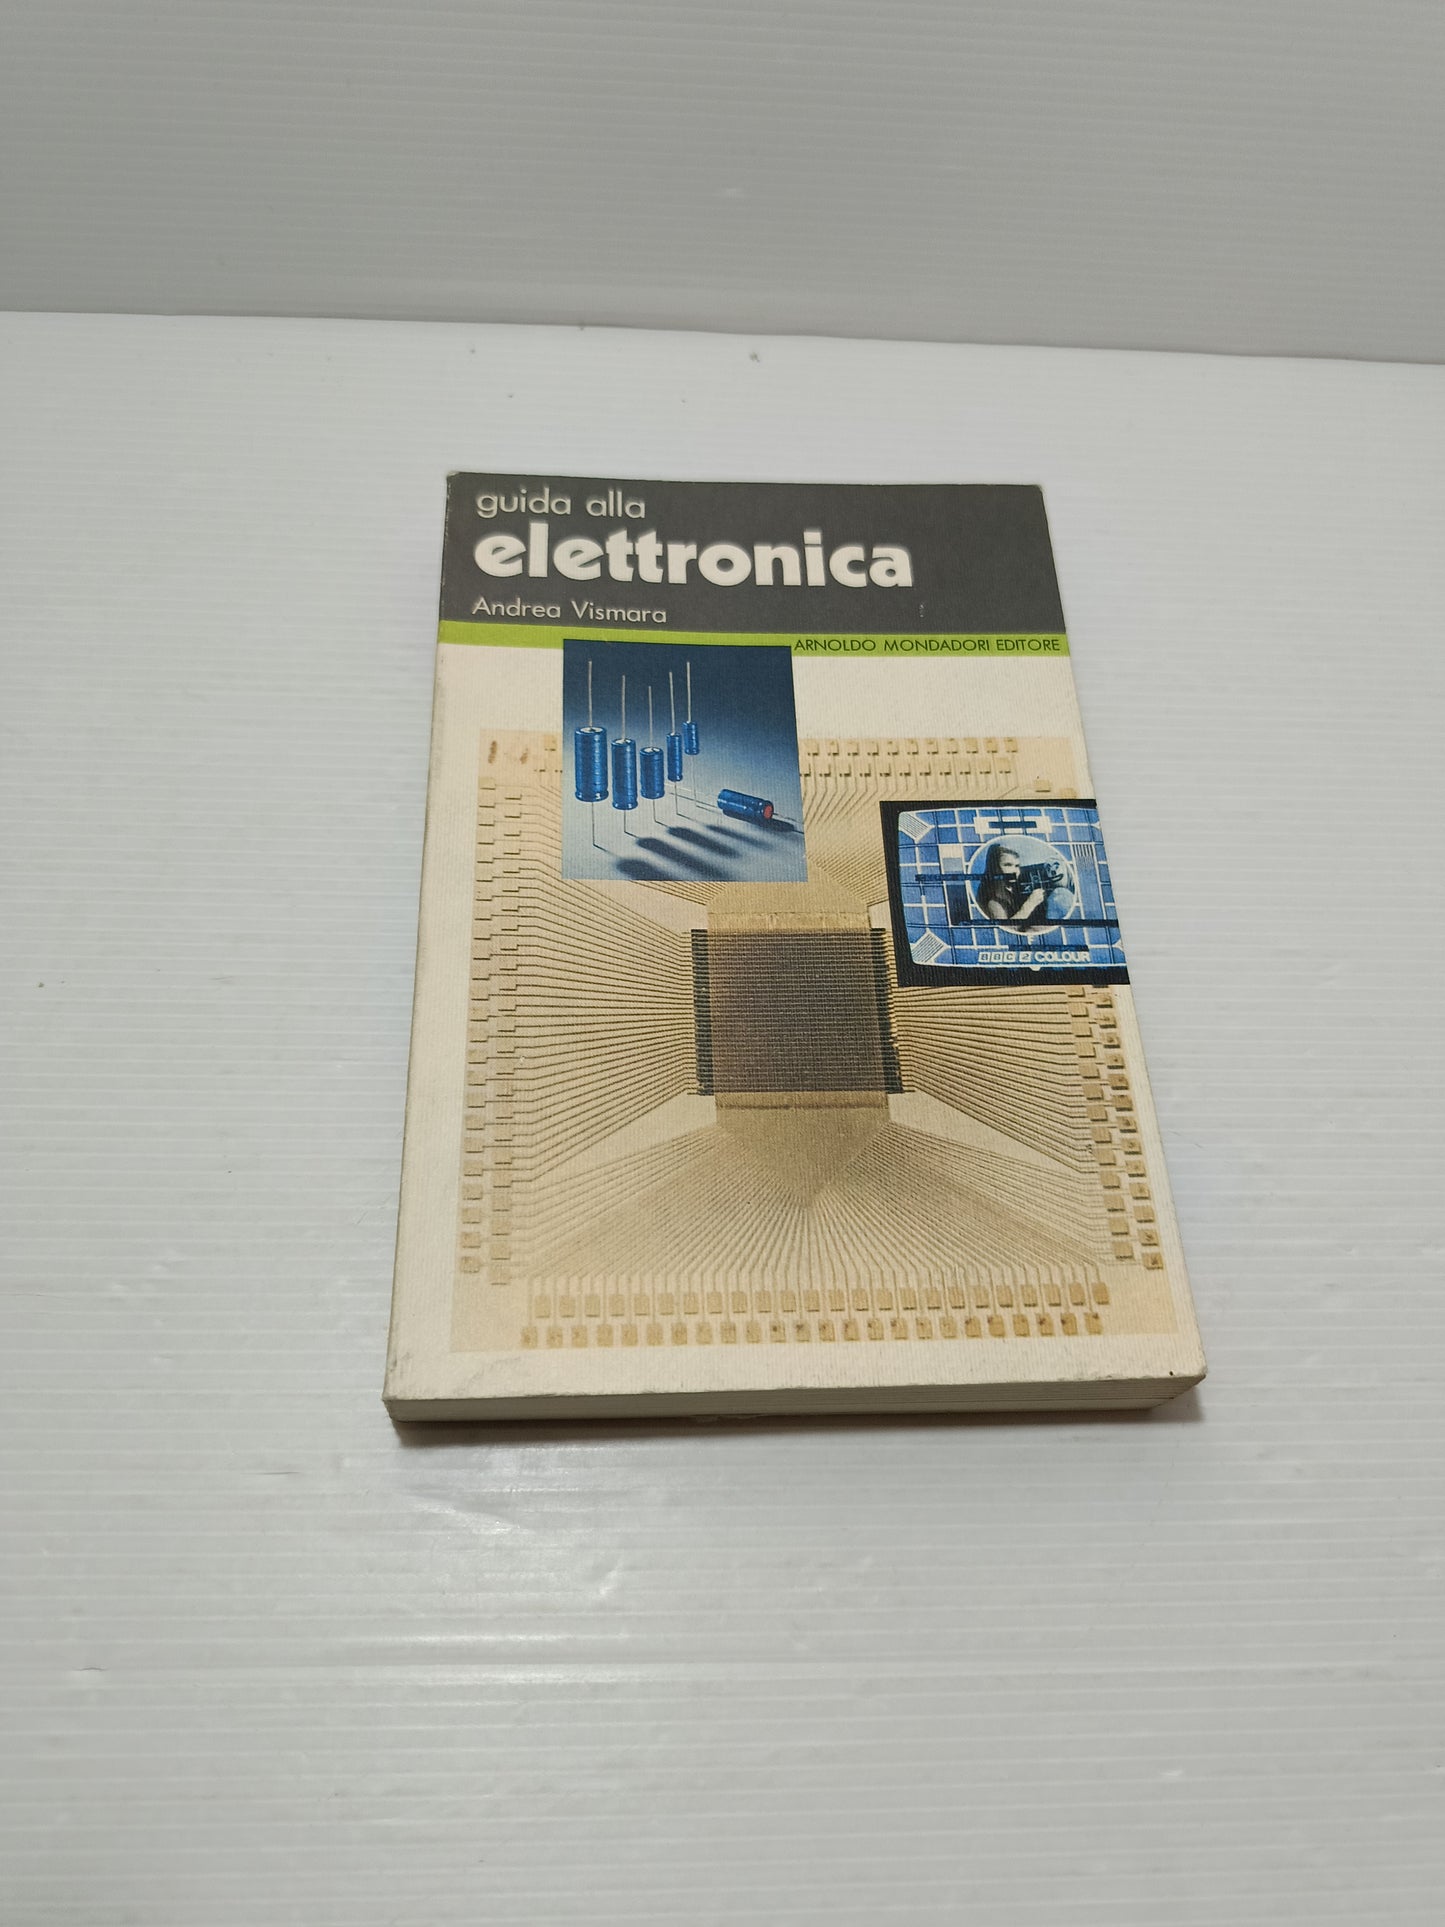 guida alla
elettronica
Andrea Vismara
ARNOLDO MONDADORI EDITORE
BBC 2 COLOUR